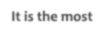 It is the most